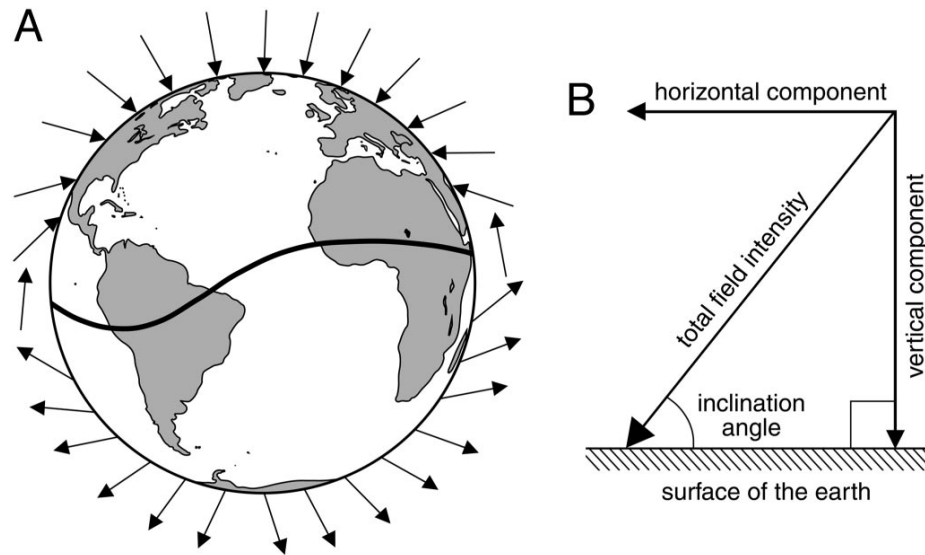 A
B
horizontal component
total field intensity
vertical component
inclination
angle
surface of the earth